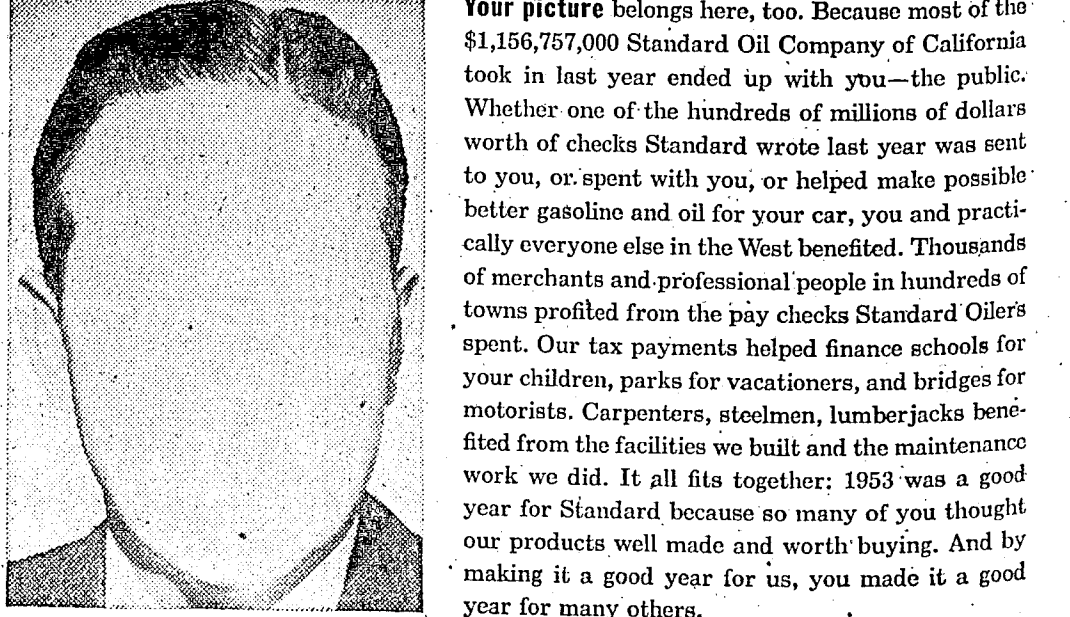 Your picture belongs here, too. Because most of the
$1,156,757,000 Standard Oil Company of California
took in last year ended up with you—the public.
Whether one of the hundreds of millions of dollars
worth of checks Standard wrote last year was sent
to you, or spent with you, or helped make possible
better gasoline and oil for your car, you and practi-
cally everyone else in the West benefited. Thousands
of merchants and professional people in hundreds of
towns profited from the pay checks Standard Oilers
spent. Our tax payments helped finance schools for
your children, parks for vacationers, and bridges for
motorists. Carpenters, steelmen, lumberjacks bene-
fited from the facilities we built and the maintenance
work we did. It all fits together: 1953 was a good
year for Standard because so many of you thought
our products well made and worth buying. And by
making it a good year for us, you made it a good
year for many others.